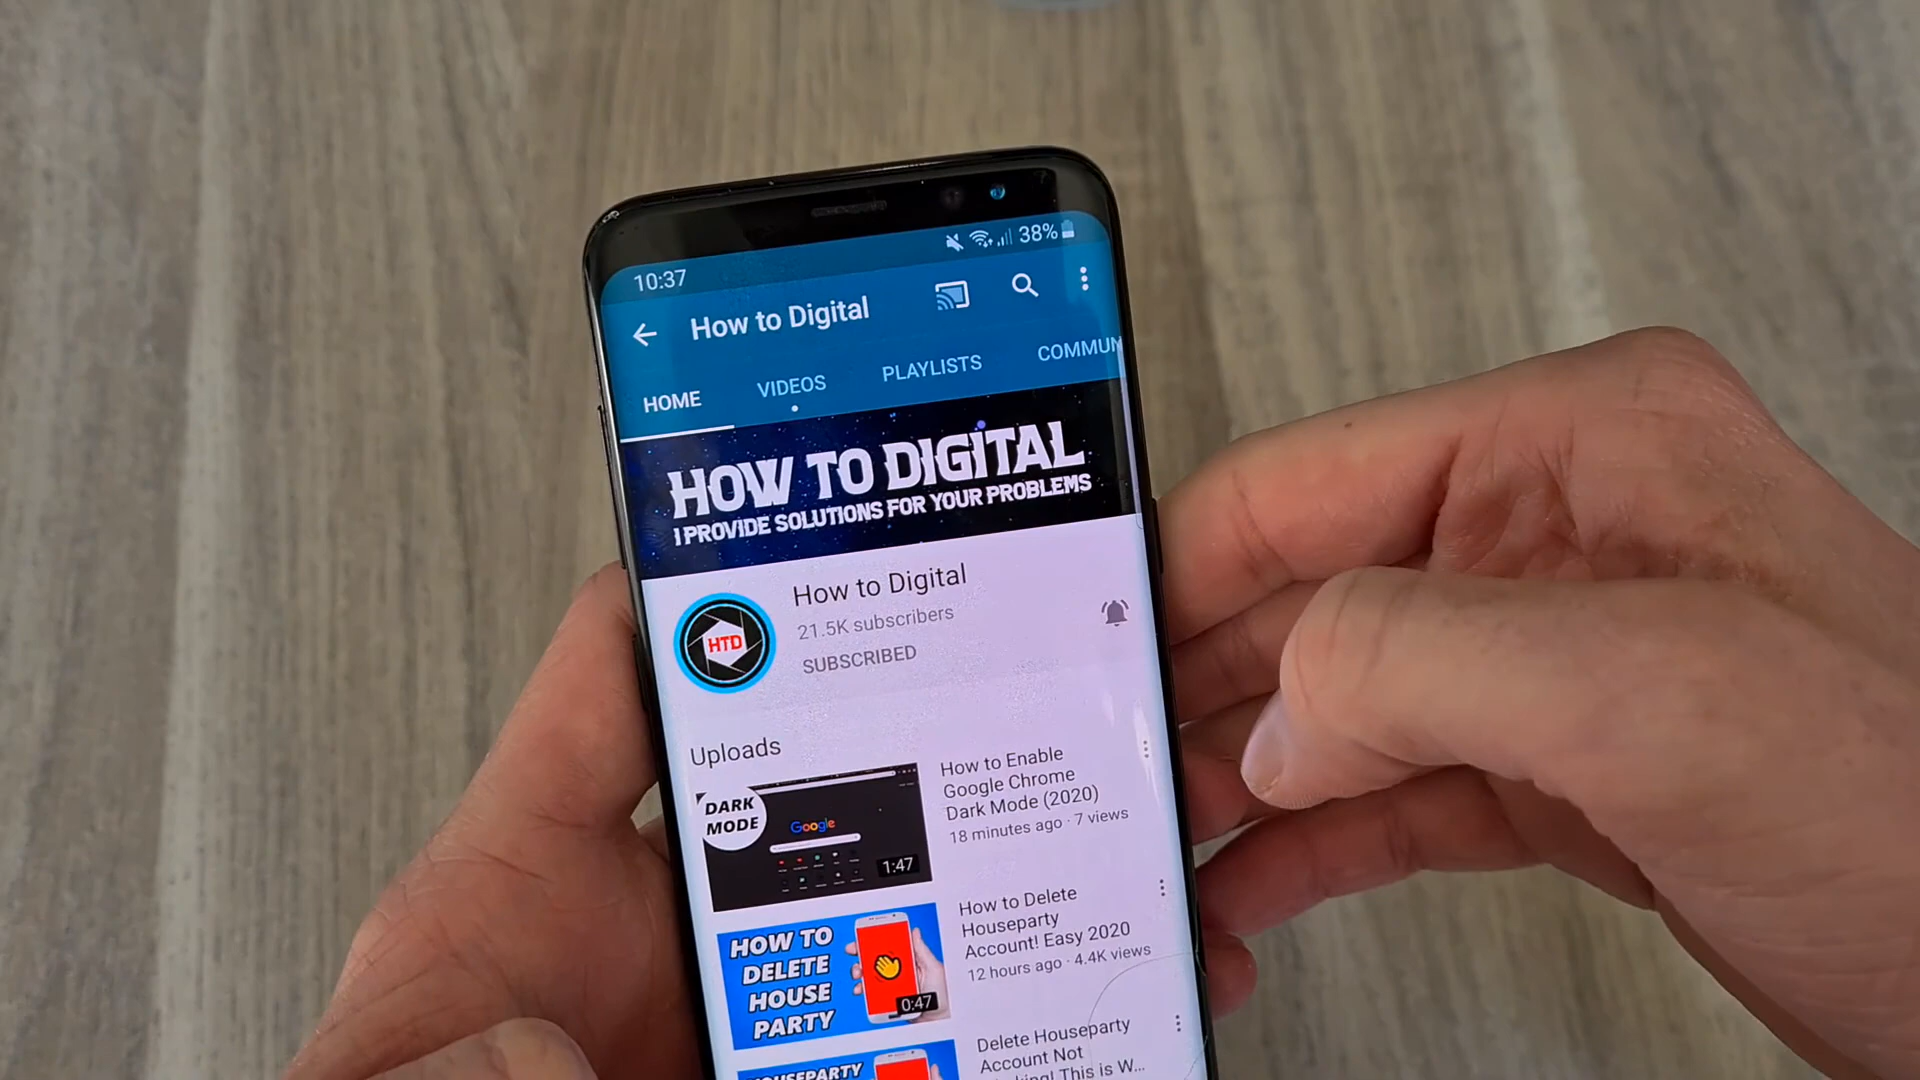 10:37
38%
How to Digital
HOME
VIDEOS
PLAYLISTS
COMMUN
HOW TO DIGITAL
I PROVIDE SOLUTIONS FOR YOUR PROBLEMS
HTD
How to Digital
21.5K subscribers
SUBSCRIBED
Uploads
DARK
MODE
Google
1:47
How to Enable
Google Chrome
Dark Mode (2020)
18 minutes ago · 7 views
HOW TO
DELETE
HOUSE
PARTY
0:47
How to Delete
Houseparty
Account! Easy 2020
12 hours ago · 4.4K views
HOUSEPARTY
Delete Houseparty
Account Not
This is W...